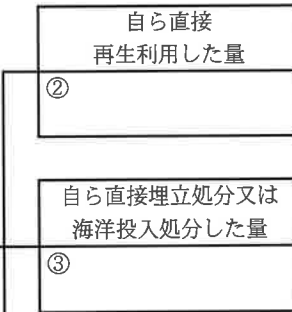 自ら直接
再生利用した量
②
自ら直接埋立処分又は
海洋投入処分した量
③